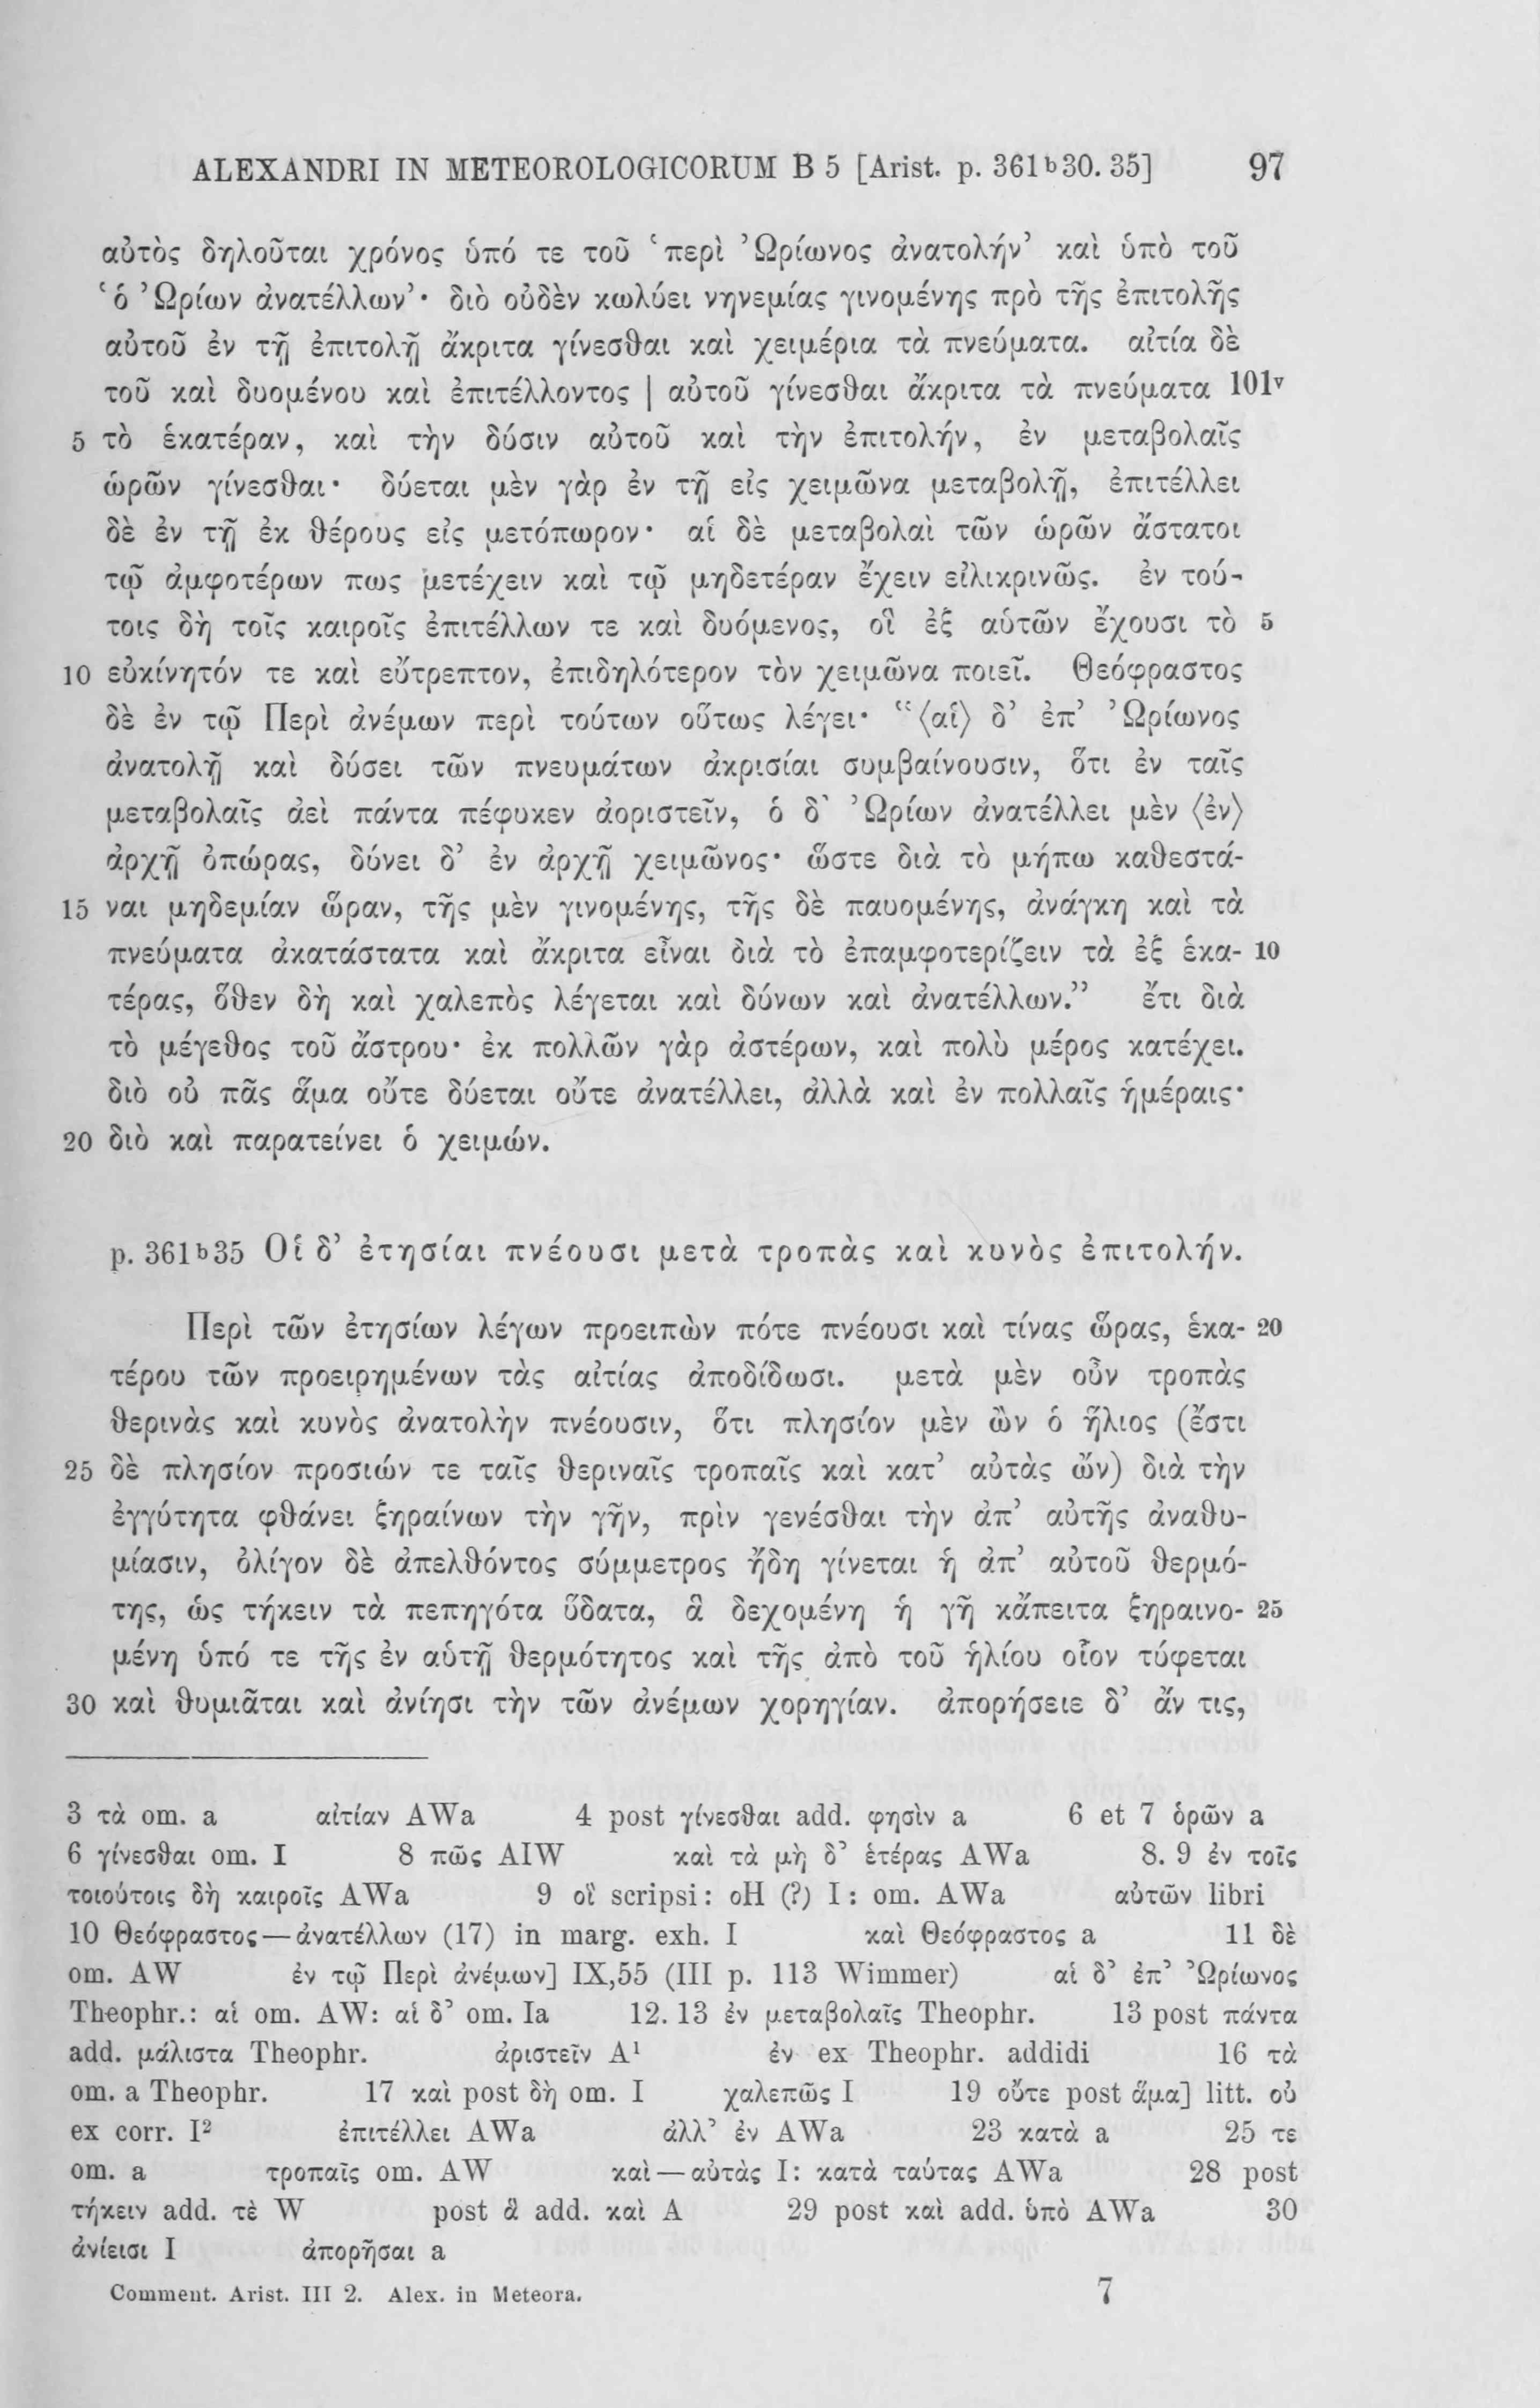 ALEXANDRI IN METEOROLOGICORUM B 5 [Arist. p. 361ᵇ30. 35] 97
αὐτὸς δηλοῦται χρόνος ὑπό τε τοῦ ‘περὶ Ὠρίωνος ἀνατολήν’ καὶ ὑπὸ τοῦ
‘ὁ Ὠρίων ἀνατέλλων’· διὸ οὐδὲν κωλύει νηνεμίας γινομένης πρὸ τῆς ἐπιτολῆς
αὐτοῦ ἐν τῇ ἐπιτολῇ ἄκριτα γίνεσθαι καὶ χειμέρια τὰ πνεύματα. αἰτία δὲ
τοῦ καὶ δυομένου καὶ ἐπιτέλλοντος | αὐτοῦ γίνεσθαι ἄκριτα τὰ πνεύματα 101ᵛ
5 τὸ ἑκατέραν, καὶ τὴν δύσιν αὐτοῦ καὶ τὴν ἐπιτολήν, ἐν μεταβολαῖς
ὡρῶν γίνεσθαι· δύεται μὲν γὰρ ἐν τῇ εἰς χειμῶνα μεταβολῇ, ἐπιτέλλει
δὲ ἐν τῇ ἐκ θέρους εἰς μετόπωρον· αἱ δὲ μεταβολαὶ τῶν ὡρῶν ἄστατοι
τῷ ἀμφοτέρων πως μετέχειν καὶ τῷ μηδετέραν ἔχειν εἰλικρινῶς. ἐν τού-
τοις δὴ τοῖς καιροῖς ἐπιτέλλων τε καὶ δυόμενος, οἳ ἐξ αὑτῶν ἔχουσι τὸ 5
10 εὐκίνητόν τε καὶ εὔτρεπτον, ἐπιδηλότερον τὸν χειμῶνα ποιεῖ. Θεόφραστος
δὲ ἐν τῷ Περὶ ἀνέμων περὶ τούτων οὕτως λέγει· “⟨αἱ⟩ δ’ ἐπ’ Ὠρίωνος
ἀνατολῇ καὶ δύσει τῶν πνευμάτων ἀκρισίαι συμβαίνουσιν, ὅτι ἐν ταῖς
μεταβολαῖς ἀεὶ πάντα πέφυκεν ἀοριστεῖν, ὁ δ’ Ὠρίων ἀνατέλλει μὲν ⟨ἐν⟩
ἀρχῇ ὀπώρας, δύνει δ’ ἐν ἀρχῇ χειμῶνος· ὥστε διὰ τὸ μήπω καθεστά-
15 ναι μηδεμίαν ὥραν, τῆς μὲν γινομένης, τῆς δὲ παυομένης, ἀνάγκη καὶ τὰ
πνεύματα ἀκατάστατα καὶ ἄκριτα εἶναι διὰ τὸ ἐπαμφοτερίζειν τὰ ἐξ ἑκα- 10
τέρας, ὅθεν δὴ καὶ χαλεπὸς λέγεται καὶ δύνων καὶ ἀνατέλλων.” ἔτι διὰ
τὸ μέγεθος τοῦ ἄστρου· ἐκ πολλῶν γὰρ ἀστέρων, καὶ πολὺ μέρος κατέχει.
διὸ οὐ πᾶς ἅμα οὔτε δύεται οὔτε ἀνατέλλει, ἀλλὰ καὶ ἐν πολλαῖς ἡμέραις·
20 διὸ καὶ παρατείνει ὁ χειμών.
p. 361ᵇ35 Οἱ δ’ ἐτησίαι πνέουσι μετὰ τροπὰς καὶ κυνὸς ἐπιτολήν.
Περὶ τῶν ἐτησίων λέγων προειπὼν πότε πνέουσι καὶ τίνας ὥρας, ἑκα- 20
τέρου τῶν προειρημένων τὰς αἰτίας ἀποδίδωσι. μετὰ μὲν οὖν τροπὰς
θερινὰς καὶ κυνὸς ἀνατολὴν πνέουσιν, ὅτι πλησίον μὲν ὢν ὁ ἥλιος (ἔστι
25 δὲ πλησίον προσιών τε ταῖς θεριναῖς τροπαῖς καὶ κατ’ αὐτὰς ὤν) διὰ τὴν
ἐγγύτητα φθάνει ξηραίνων τὴν γῆν, πρὶν γενέσθαι τὴν ἀπ’ αὐτῆς ἀναθυ-
μίασιν, ὀλίγον δὲ ἀπελθόντος σύμμετρος ἤδη γίνεται ἡ ἀπ’ αὐτοῦ θερμό-
της, ὡς τήκειν τὰ πεπηγότα ὕδατα, ἃ δεχομένη ἡ γῆ κἄπειτα ξηραινο- 25
μένη ὑπό τε τῆς ἐν αὑτῇ θερμότητος καὶ τῆς ἀπὸ τοῦ ἡλίου οἷον τύφεται
30 καὶ θυμιᾶται καὶ ἀνίησι τὴν τῶν ἀνέμων χορηγίαν. ἀπορήσειε δ’ ἄν τις,
3 τὰ om. a αἰτίαν AWa 4 post γίνεσθαι add. φησὶν a 6 et 7 ὁρῶν a
6 γίνεσθαι om. I 8 πῶς AIW καὶ τὰ μὴ δ’ ἑτέρας AWa 8. 9 ἐν τοῖς
τοιούτοις δὴ καιροῖς AWa 9 οἳ scripsi: οΗ (?) I: om. AWa αὐτῶν libri
10 Θεόφραστος—ἀνατέλλων (17) in marg. exh. I καὶ Θεόφραστος a 11 δὲ
om. AW ἐν τῷ Περὶ ἀνέμων] IX,55 (III p. 113 Wimmer) αἱ δ’ ἐπ’ Ὠρίωνος
Theophr.: αἱ om. AW: αἱ δ’ om. Ia 12. 13 ἐν μεταβολαῖς Theophr. 13 post πάντα
add. μάλιστα Theophr. ἀριστεῖν A¹ ἐν ex Theophr. addidi 16 τὰ
om. a Theophr. 17 καὶ post δὴ om. I χαλεπῶς I 19 οὔτε post ἅμα] litt. οὐ
ex corr. I² ἐπιτέλλει AWa ἀλλ’ ἐν AWa 23 κατὰ a 25 τε
om. a τροπαῖς om. AW καὶ—αὐτὰς I: κατὰ ταύτας AWa 28 post
τήκειν add. τὲ W post ἃ add. καὶ A 29 post καὶ add. ὑπὸ AWa 30
ἀνίεισι I ἀπορῆσαι a
Comment. Arist. III 2. Alex. in Meteora. 7